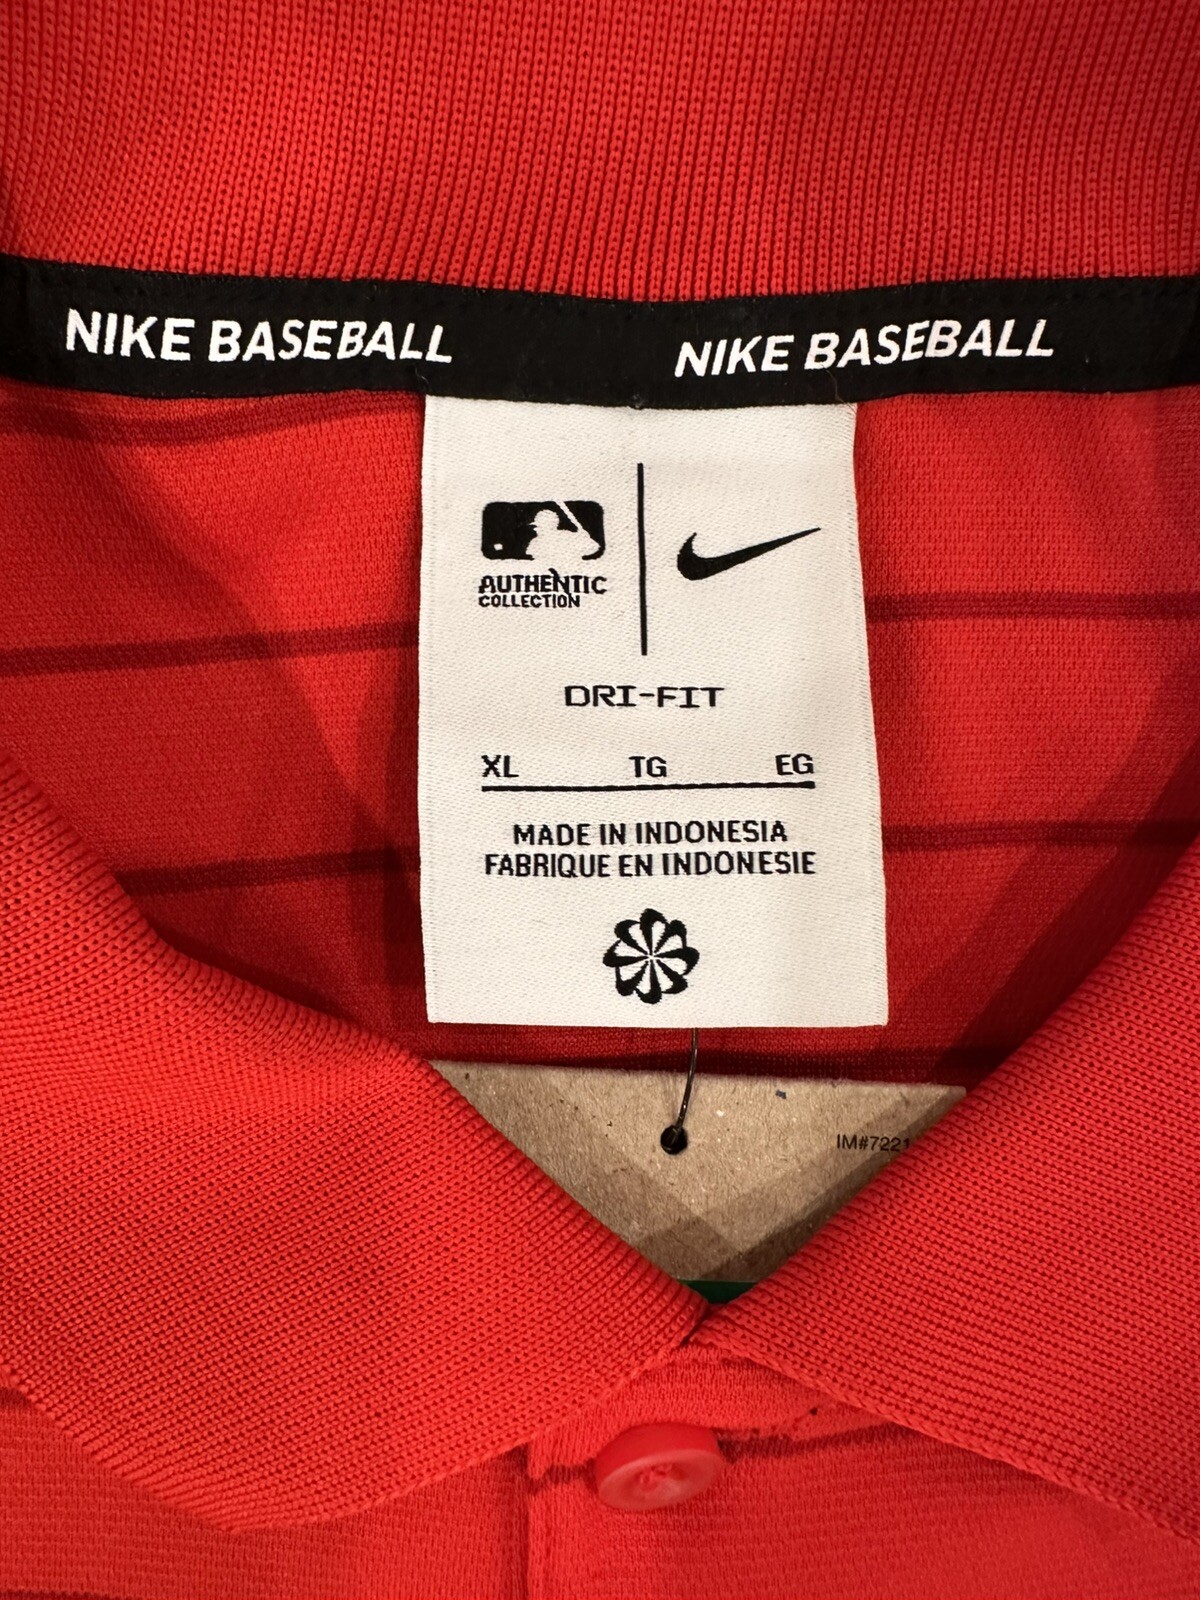 NIKE BASEBALL NIKE BASEBALL
AUTHENTIC
COLLECTION
DRI-FIT
XL TG EG
MADE IN INDONESIA
FABRIQUE EN INDONESIE
IM#7221